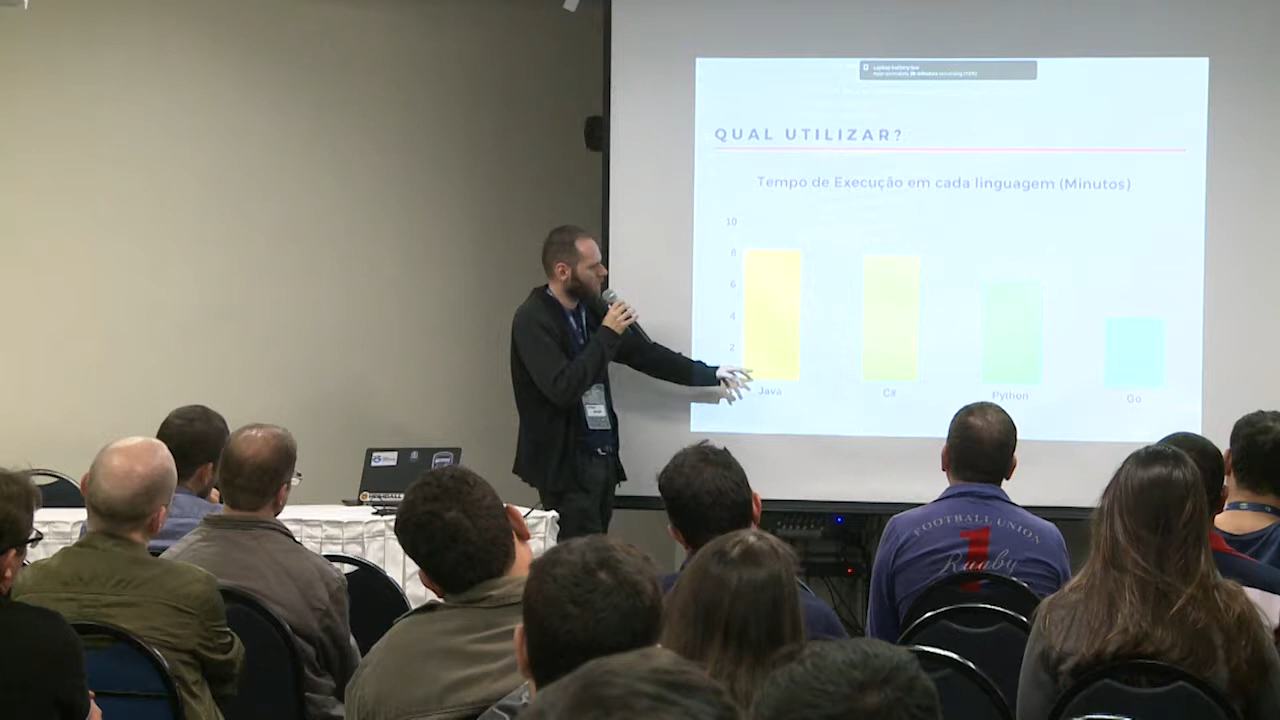 QUAL UTILIZAR?
Tempo de Execução em cada linguagem (Minutos)
10
8
6
4
2
Java
C#
Python
Go
FOOTBALL UNION
1
Rugby